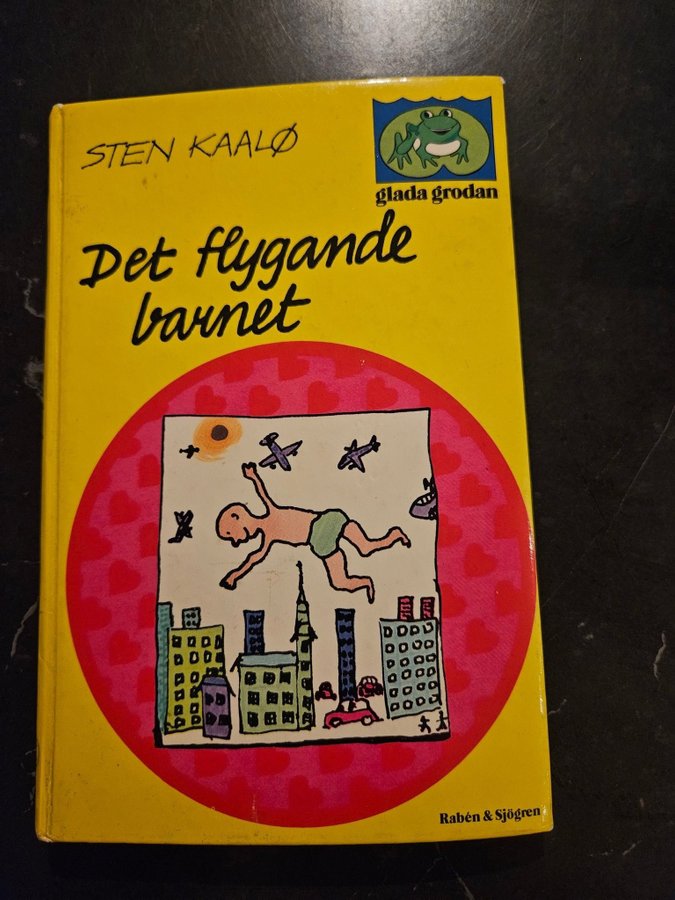 STEN KAALØ
glada grodan
Det flygande
barnet
Rabén & Sjögren